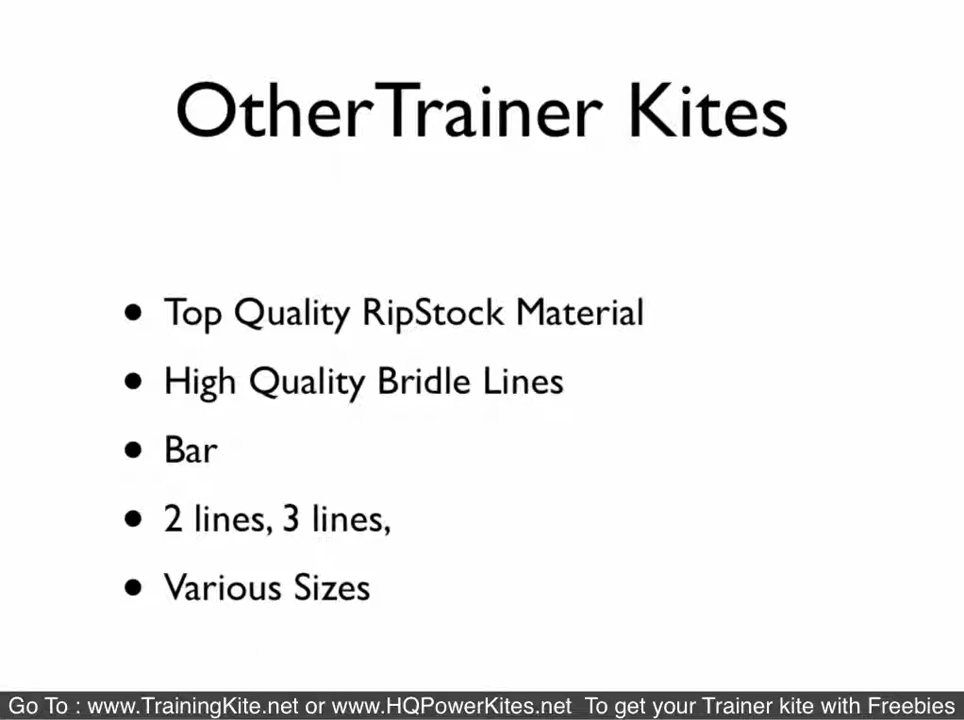 OtherTrainer Kites
• Top Quality RipStock Material
• High Quality Bridle Lines
• Bar
• 2 lines, 3 lines,
• Various Sizes
Go To : www.TrainingKite.net or www.HQPowerKites.net To get your Trainer kite with Freebies